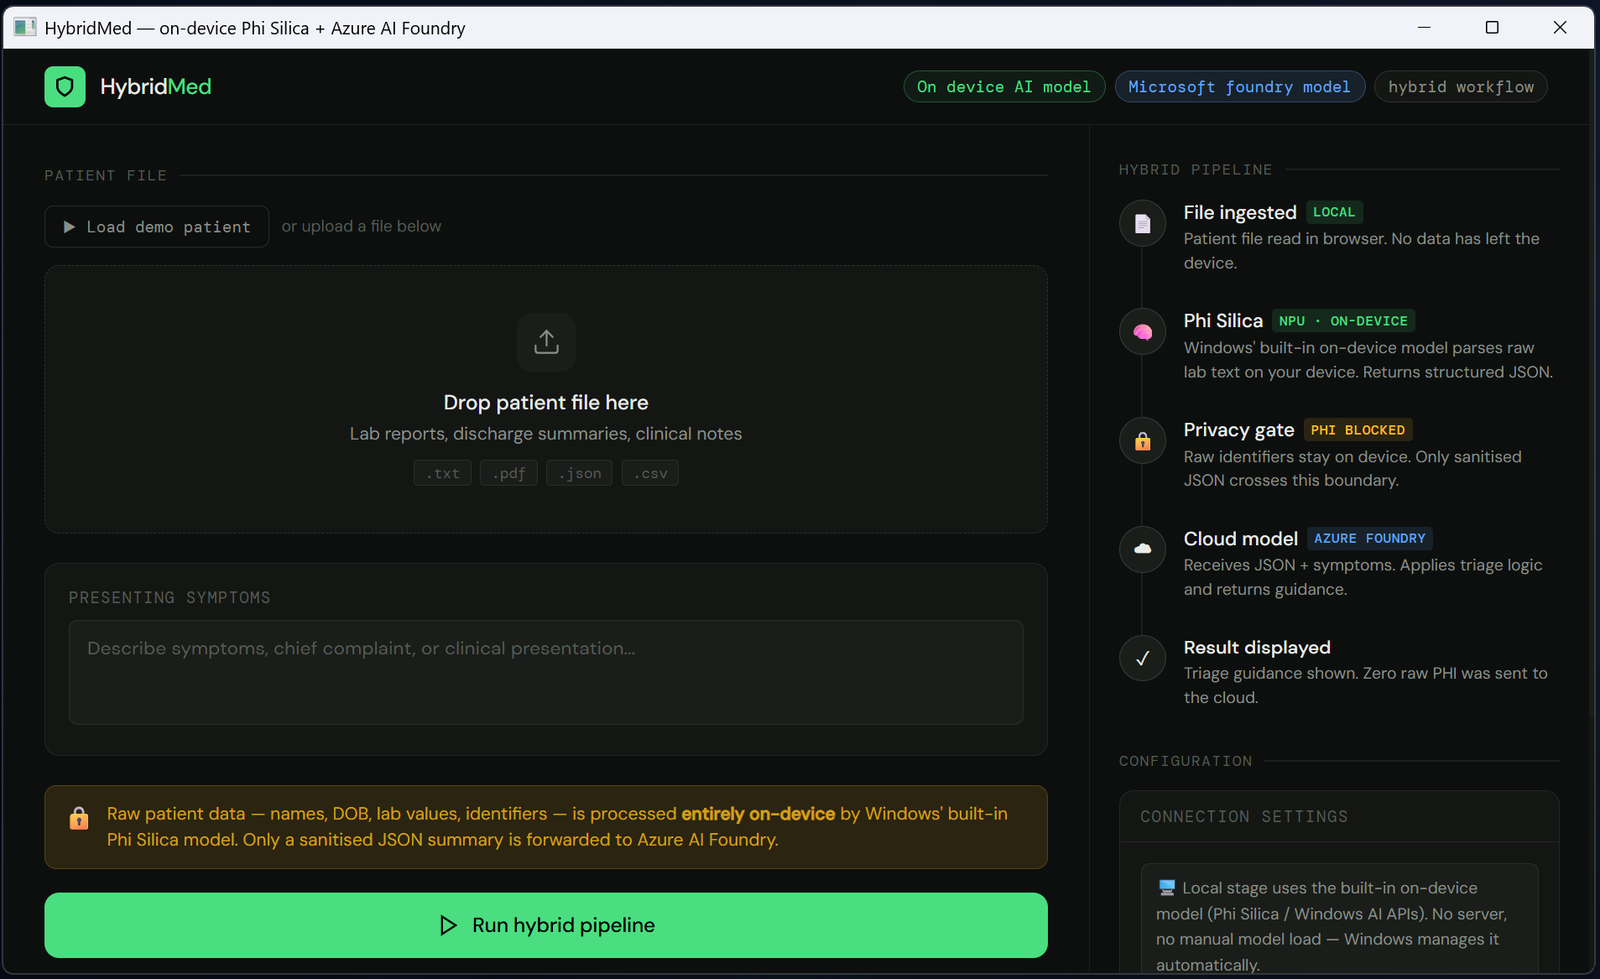 HybridMed — on-device Phi Silica + Azure AI Foundry
HybridMed
On device AI model
Microsoft foundry model
hybrid workflow
PATIENT FILE
Load demo patient
or upload a file below
Drop patient file here
Lab reports, discharge summaries, clinical notes
.txt
.pdf
.json
.csv
PRESENTING SYMPTOMS
Describe symptoms, chief complaint, or clinical presentation...
Raw patient data — names, DOB, lab values, identifiers — is processed entirely on-device by Windows' built-in
Phi Silica model. Only a sanitised JSON summary is forwarded to Azure AI Foundry.
Run hybrid pipeline
HYBRID PIPELINE
File ingested LOCAL
Patient file read in browser. No data has left the
device.
Phi Silica NPU · ON-DEVICE
Windows' built-in on-device model parses raw
lab text on your device. Returns structured JSON.
Privacy gate PHI BLOCKED
Raw identifiers stay on device. Only sanitised
JSON crosses this boundary.
Cloud model AZURE FOUNDRY
Receives JSON + symptoms. Applies triage logic
and returns guidance.
Result displayed
Triage guidance shown. Zero raw PHI was sent to
the cloud.
CONFIGURATION
CONNECTION SETTINGS
Local stage uses the built-in on-device
model (Phi Silica / Windows AI APIs). No server,
no manual model load — Windows manages it
automatically.